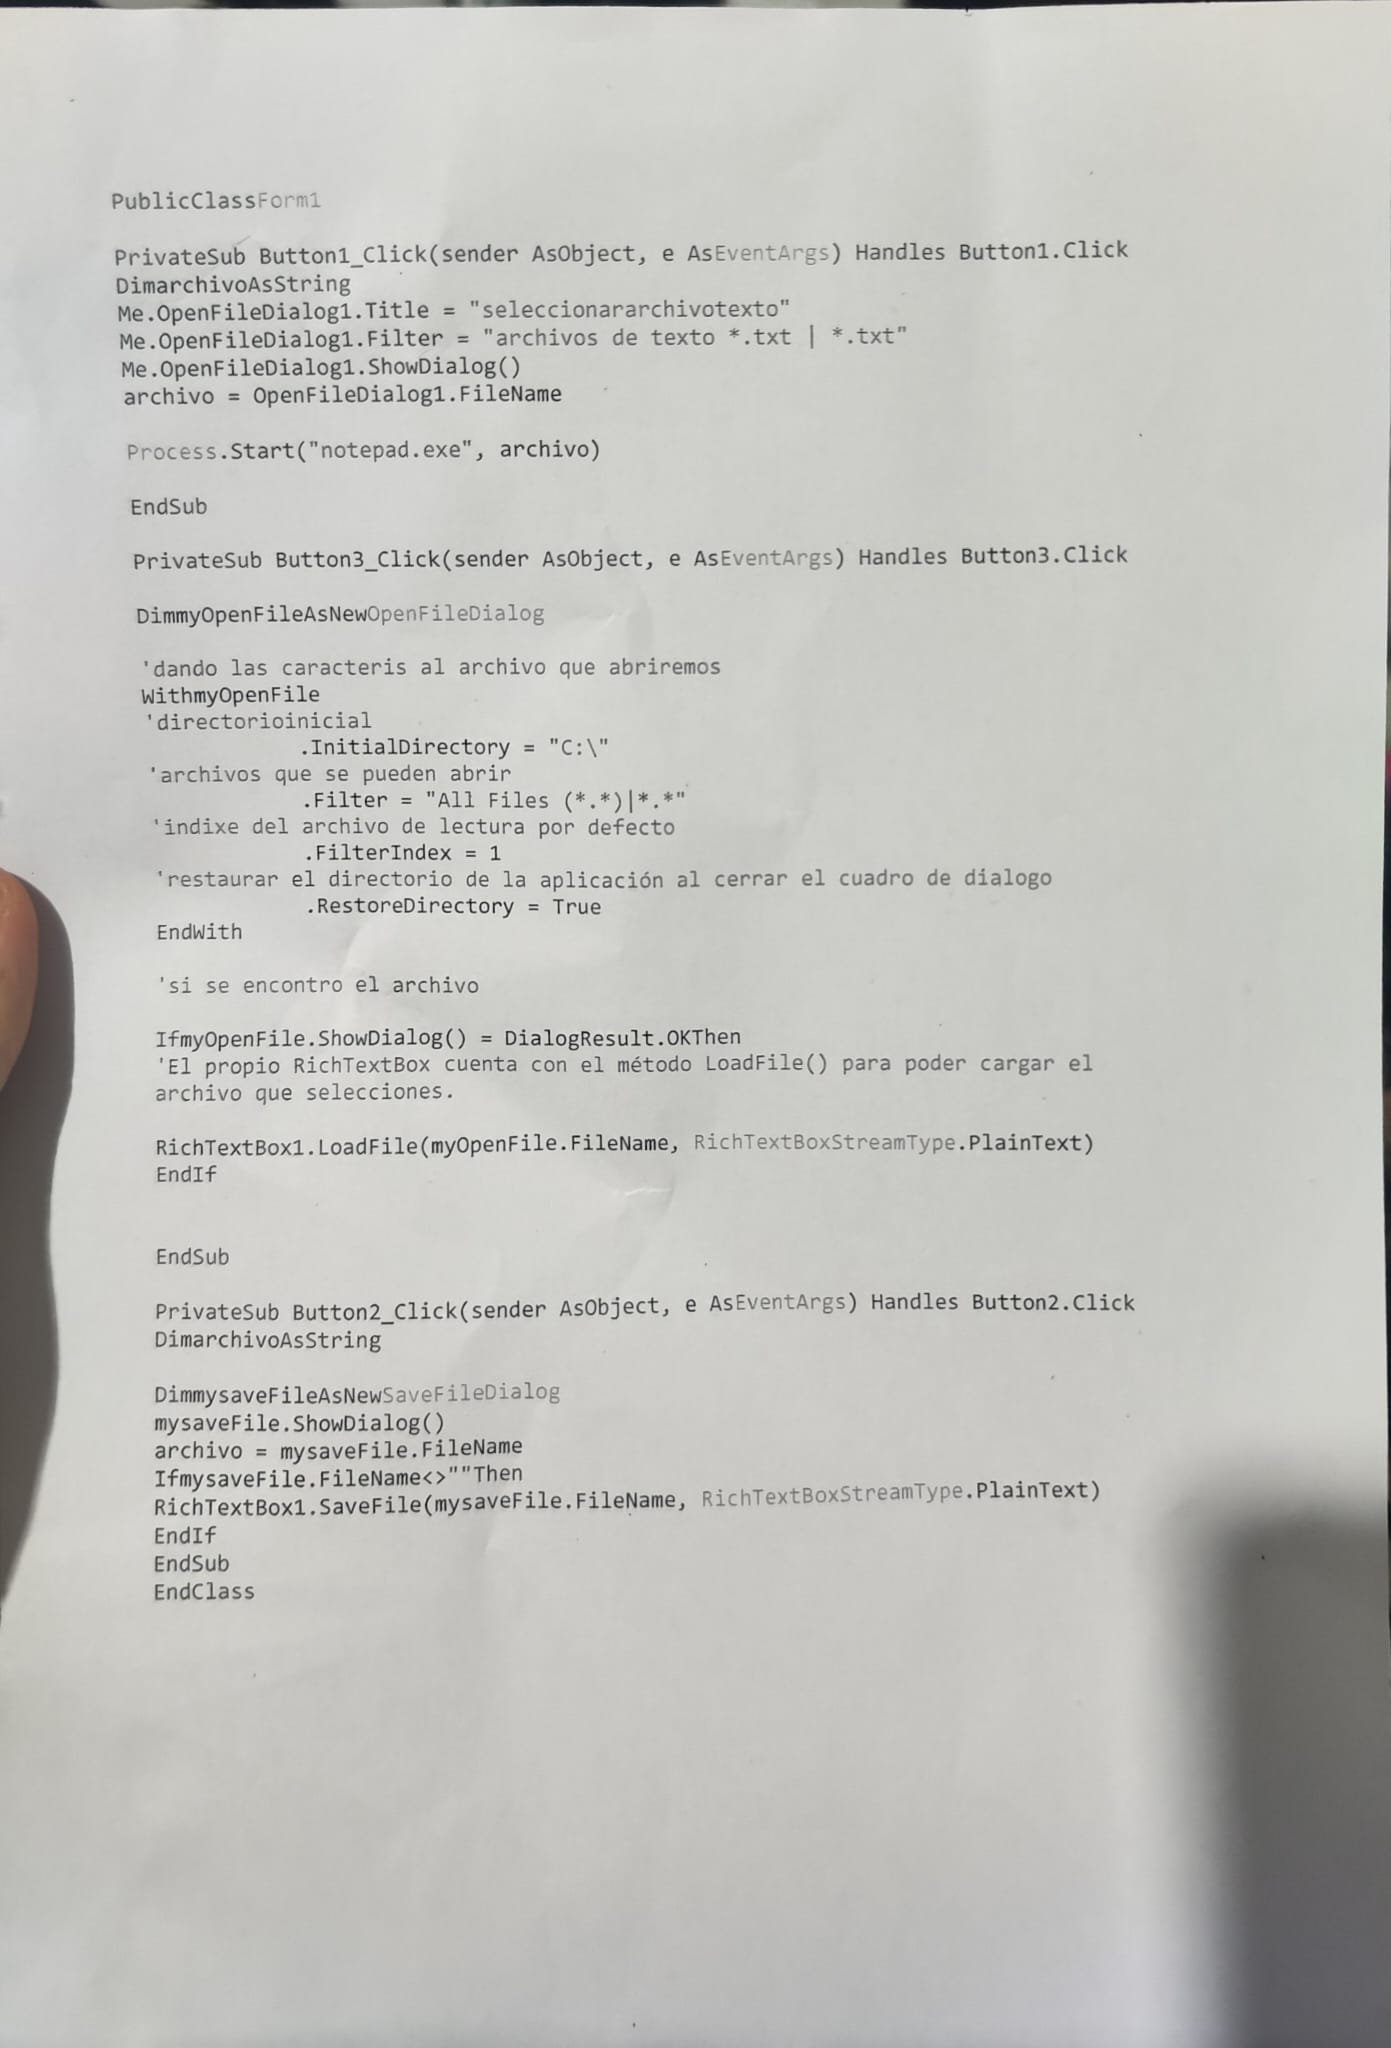 PublicClassForm1
PrivateSub Button1_Click(sender AsObject, e AsEventArgs) Handles Button1.Click
DimarchivoAsString
Me.OpenFileDialog1.Title = "seleccionararchivotexto"
Me.OpenFileDialog1.Filter = "archivos de texto *.txt | *.txt"
Me.OpenFileDialog1.ShowDialog()
archivo = OpenFileDialog1.FileName
Process.Start("notepad.exe", archivo)
EndSub
PrivateSub Button3_Click(sender AsObject, e AsEventArgs) Handles Button3.Click
DimmyOpenFileAsNewOpenFileDialog
'dando las caracteris al archivo que abriremos
WithmyOpenFile
'directorioinicial
.InitialDirectory = "C:\"
'archivos que se pueden abrir
.Filter = "All Files (*.*)|*.*"
'indixe del archivo de lectura por defecto
.FilterIndex = 1
'restaurar el directorio de la aplicación al cerrar el cuadro de dialogo
.RestoreDirectory = True
EndWith
'si se encontro el archivo
IfmyOpenFile.ShowDialog() = DialogResult.OKThen
'El propio RichTextBox cuenta con el método LoadFile() para poder cargar el
archivo que selecciones.
RichTextBox1.LoadFile(myOpenFile.FileName, RichTextBoxStreamType.PlainText)
EndIf
EndSub
PrivateSub Button2_Click(sender AsObject, e AsEventArgs) Handles Button2.Click
DimarchivoAsString
DimmysaveFileAsNewSaveFileDialog
mysaveFile.ShowDialog()
archivo = mysaveFile.FileName
IfmysaveFile.FileName<>""Then
RichTextBox1.SaveFile(mysaveFile.FileName, RichTextBoxStreamType.PlainText)
EndIf
EndSub
EndClass